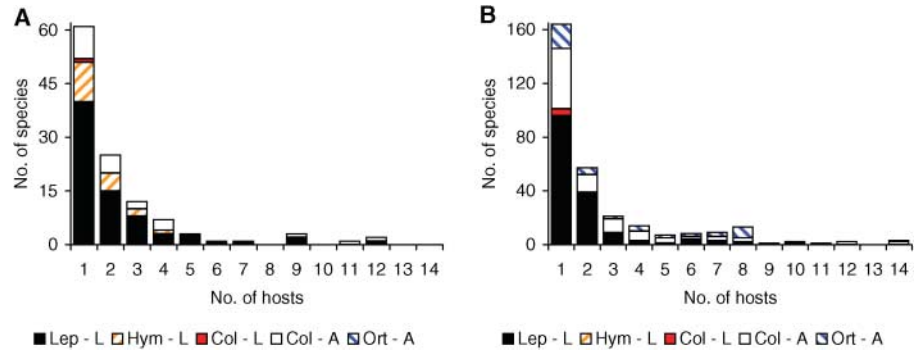 A
No. of species
60
45
30
15
0
1 2 3 4 5 6 7 8 9 10 11 12 13 14
No. of hosts
Lep - L Hym - L Col - L Col - A Ort - A
B
No. of species
160
120
80
40
0
1 2 3 4 5 6 7 8 9 10 11 12 13 14
No. of hosts
Lep - L Hym - L Col - L Col - A Ort - A